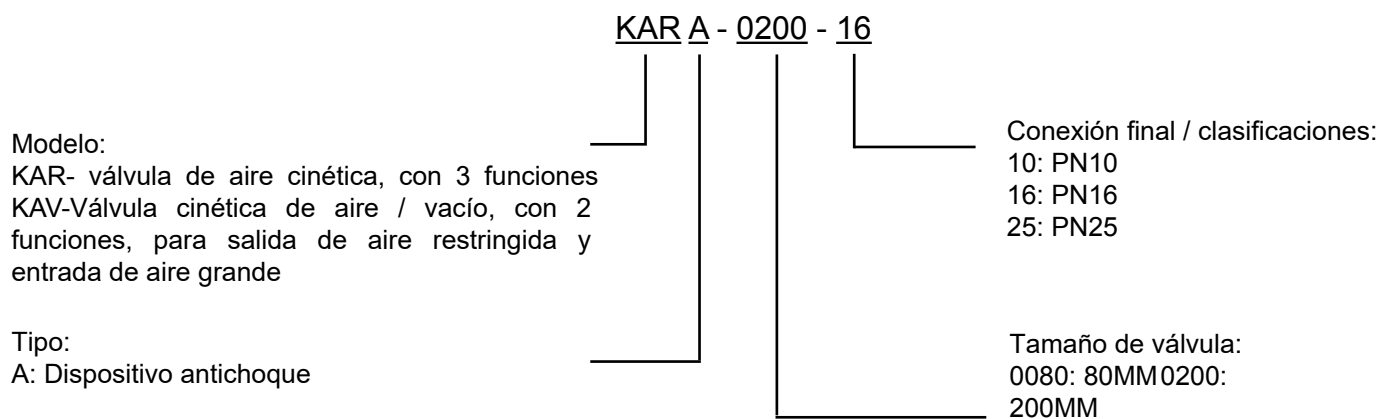 KAR A - 0200 - 16
Modelo:
KAR- válvula de aire cinética, con 3 funciones
KAV-Válvula cinética de aire / vacío, con 2
funciones, para salida de aire restringida y
entrada de aire grande
Tipo:
A: Dispositivo antichoque
Conexión final / clasificaciones:
10: PN10
16: PN16
25: PN25
Tamaño de válvula:
0080: 80MM0200:
200MM